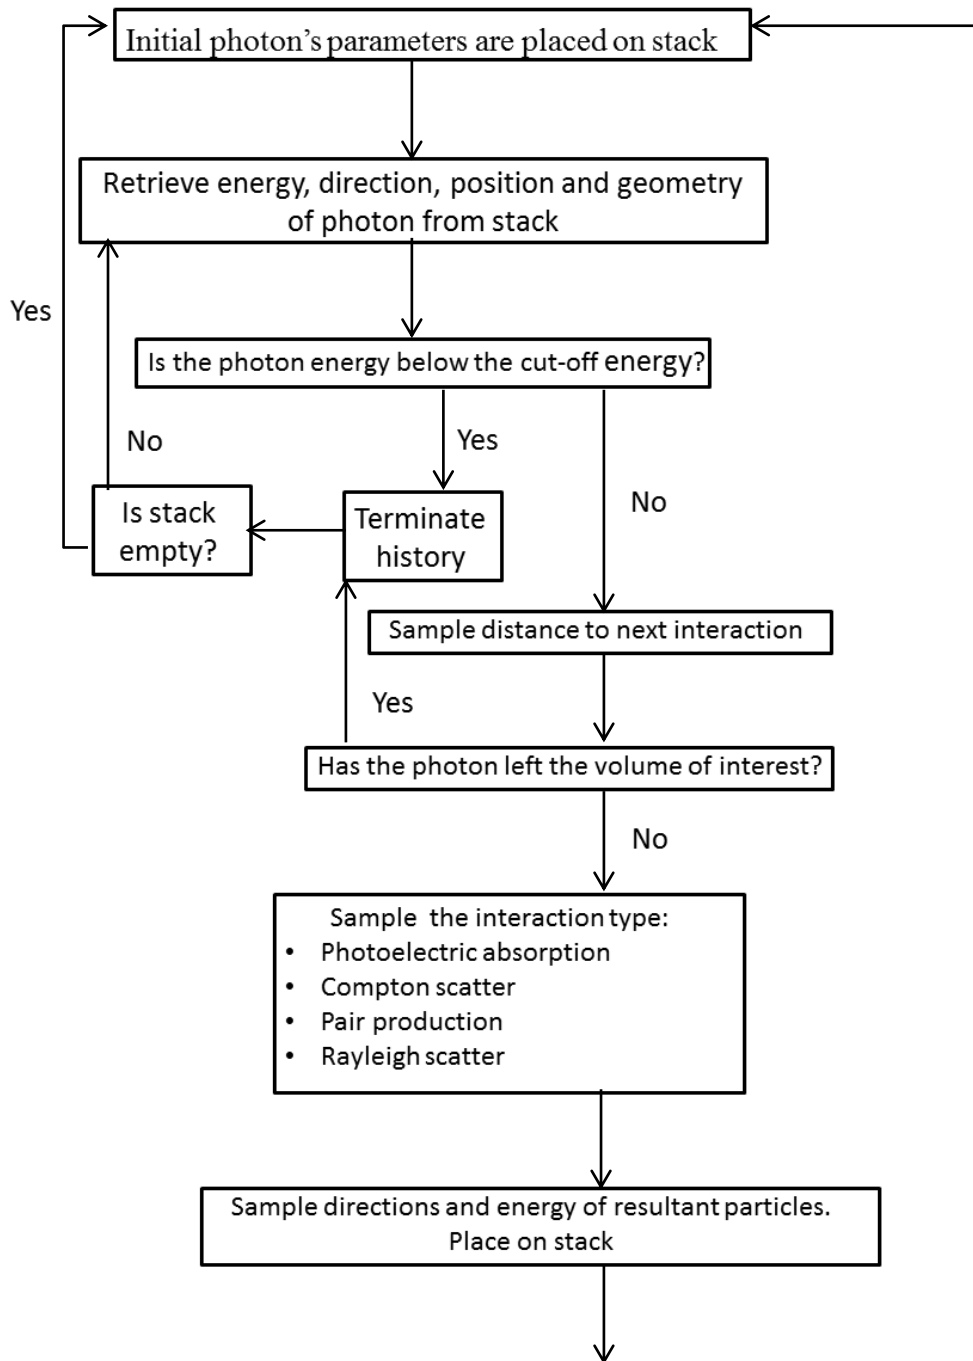 Initial photon’s parameters are placed on stack
Retrieve energy, direction, position and geometry
of photon from stack
Yes
Is the photon energy below the cut-off energy?
No
Yes
Is stack
empty?
Terminate
history
No
Sample distance to next interaction
Yes
Has the photon left the volume of interest?
No
Sample the interaction type:
• Photoelectric absorption
• Compton scatter
• Pair production
• Rayleigh scatter
Sample directions and energy of resultant particles.
Place on stack